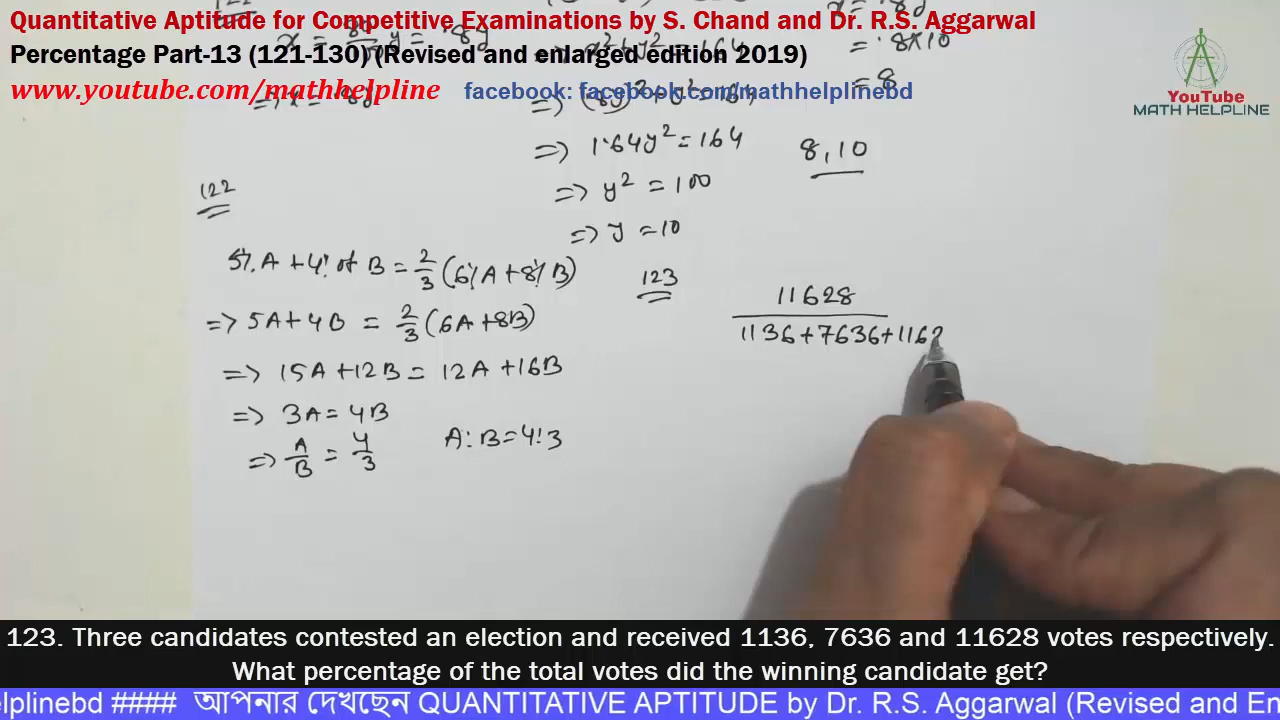 Quantitative Aptitude for Competitive Examinations by S. Chand and Dr. R.S. Aggarwal
Percentage Part-13 (121-130) (Revised and enlarged edition 2019)
www.youtube.com/mathhelpline facebook: facebook.com/mathhelplinebd
YouTube
MATH HELPLINE
= .8×10
= 8
8,10
=> 1.64y² = 164
=> y² = 100
=> y = 10
122
5% A + 4% of B = 2/3 (6% A + 8% B)
=> 5A + 4B = 2/3 (6A + 8B)
=> 15A + 12B = 12A + 16B
=> 3A = 4B
=> A/B = 4/3 A:B = 4:3
123
11628
1136+7636+1162
123. Three candidates contested an election and received 1136, 7636 and 11628 votes respectively.
What percentage of the total votes did the winning candidate get?
elplinebd #### আপনার দেখছেন QUANTITATIVE APTITUDE by Dr. R.S. Aggarwal (Revised and En